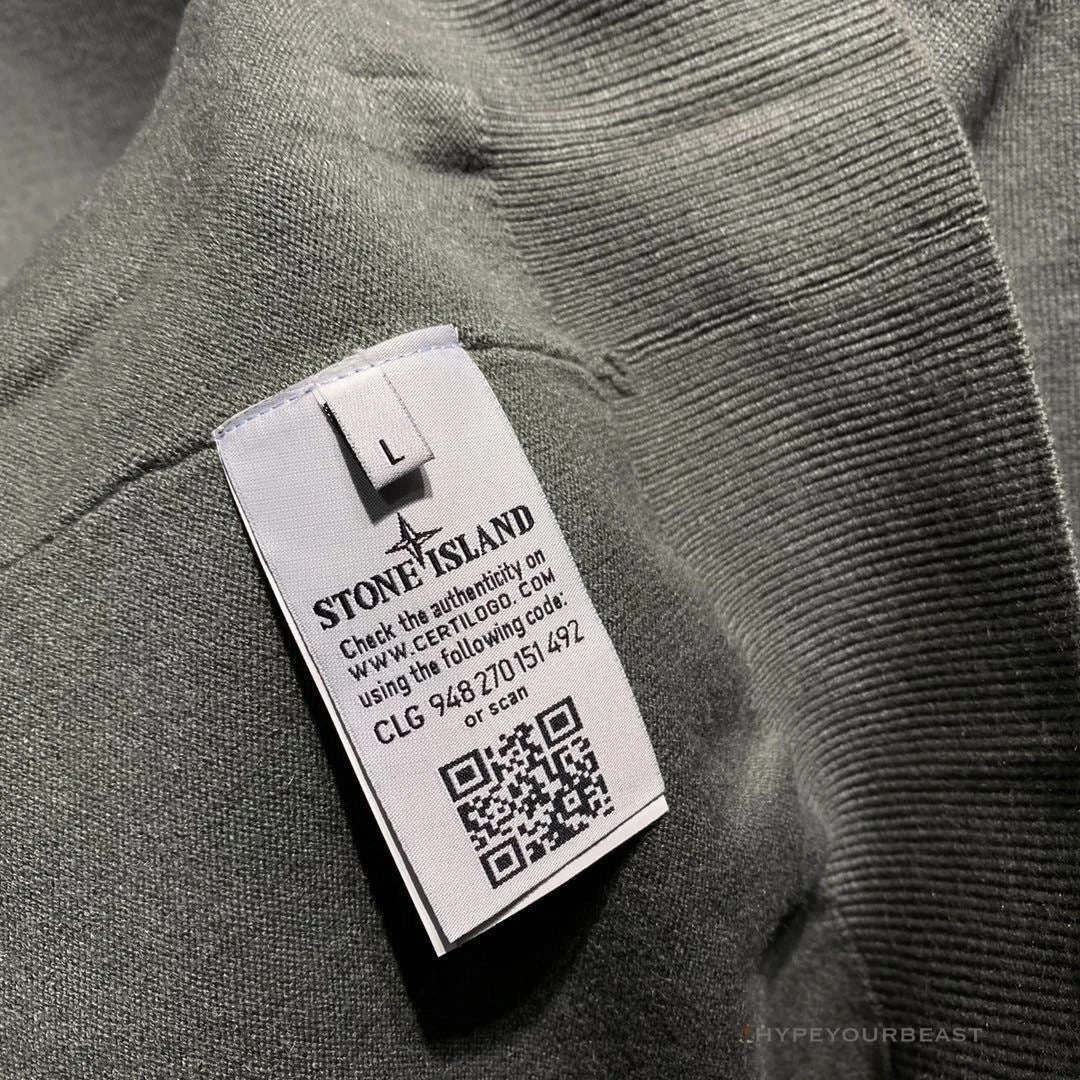 L
STONE ISLAND
Check the authenticity on
WWW.CERTILOGO.COM
using the following code:
CLG 948 270 151 492
or scan
HYPEYOURBEAST